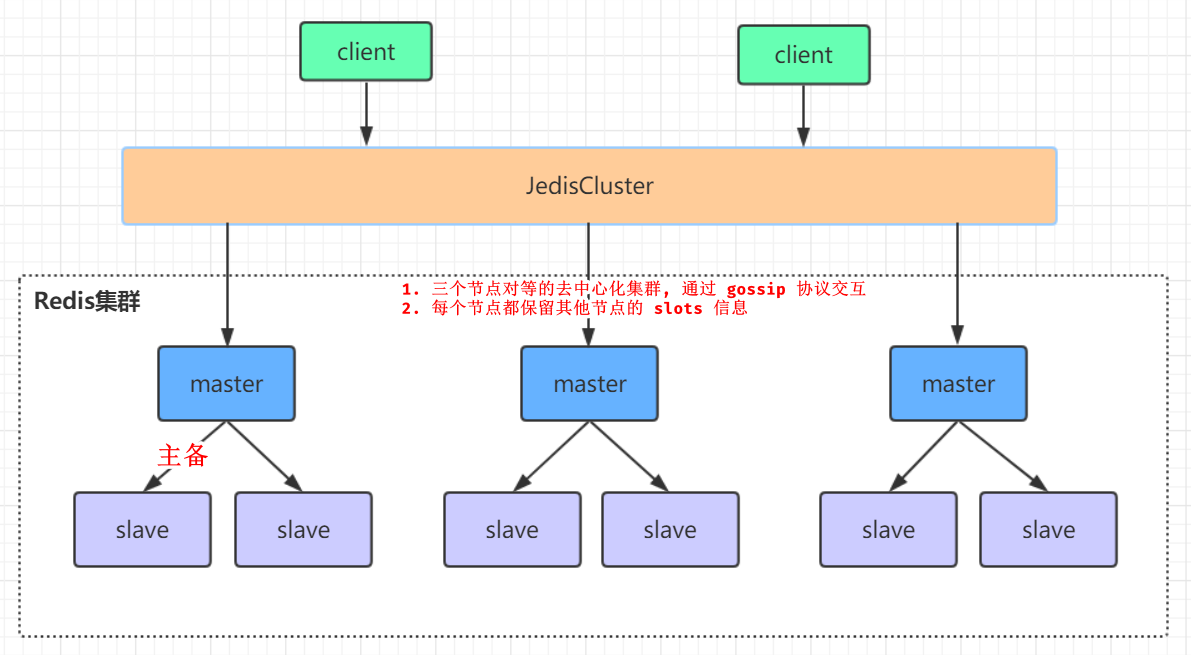 client
client
JedisCluster
Redis集群
1. 三个节点对等的去中心化集群, 通过 gossip 协议交互
2. 每个节点都保留其他节点的 slots 信息
master
master
master
主备
slave
slave
slave
slave
slave
slave